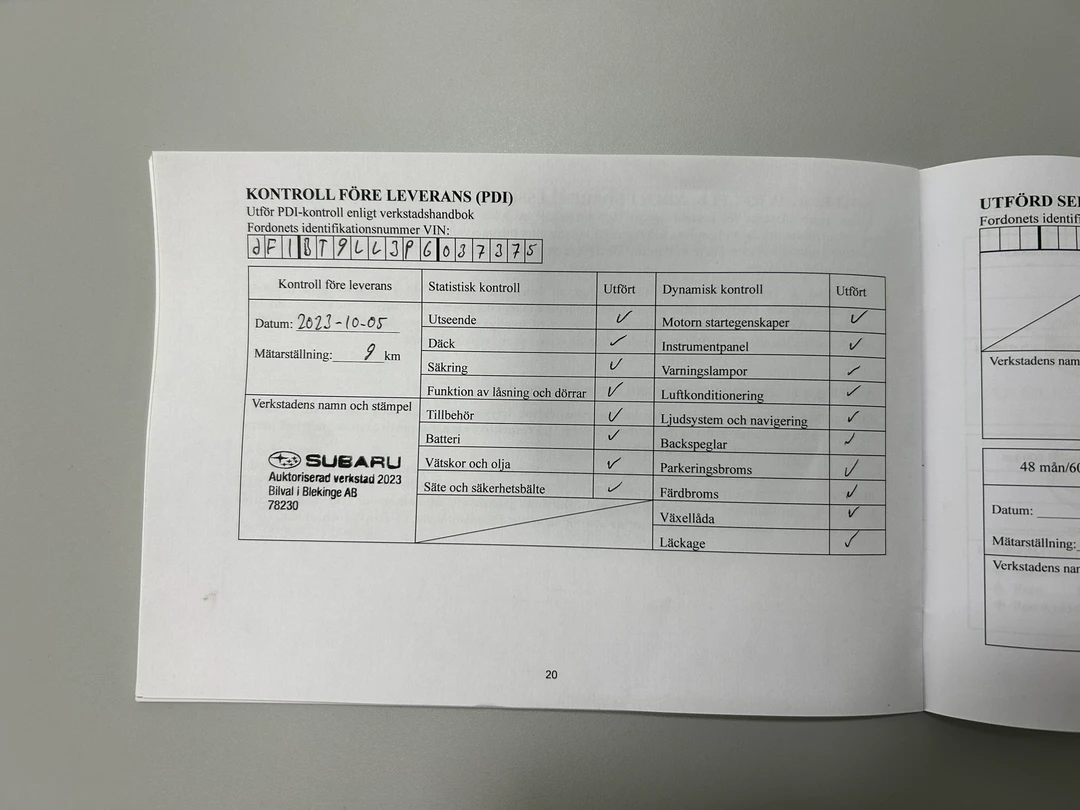 KONTROLL FÖRE LEVERANS (PDI)
Utför PDI-kontroll enligt verkstadshandbok
Fordonets identifikationsnummer VIN:
JF1BT9LL3PG037375
Kontroll före leverans
Datum: 2023-10-05
Mätarställning: 9 km
Verkstadens namn och stämpel
SUBARU
Auktoriserad verkstad 2023
Bilval i Blekinge AB
78230
Statistisk kontroll Utfört
Utseende ✓
Däck ✓
Säkring ✓
Funktion av låsning och dörrar ✓
Tillbehör ✓
Batteri ✓
Vätskor och olja ✓
Säte och säkerhetsbälte ✓
Dynamisk kontroll Utfört
Motorn startegenskaper ✓
Instrumentpanel ✓
Varningslampor ✓
Luftkonditionering ✓
Ljudsystem och navigering ✓
Backspeglar ✓
Parkeringsbroms ✓
Färdbroms ✓
Växellåda ✓
Läckage ✓
20
UTFÖRD SE
Fordonets identif
Verkstadens nam
48 mån/60
Datum:
Mätarställning:
Verkstadens nar